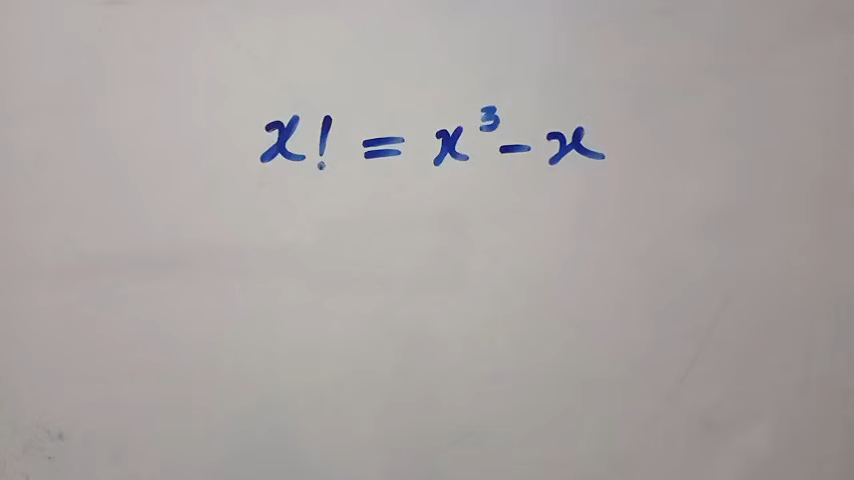 x! = x³ - x